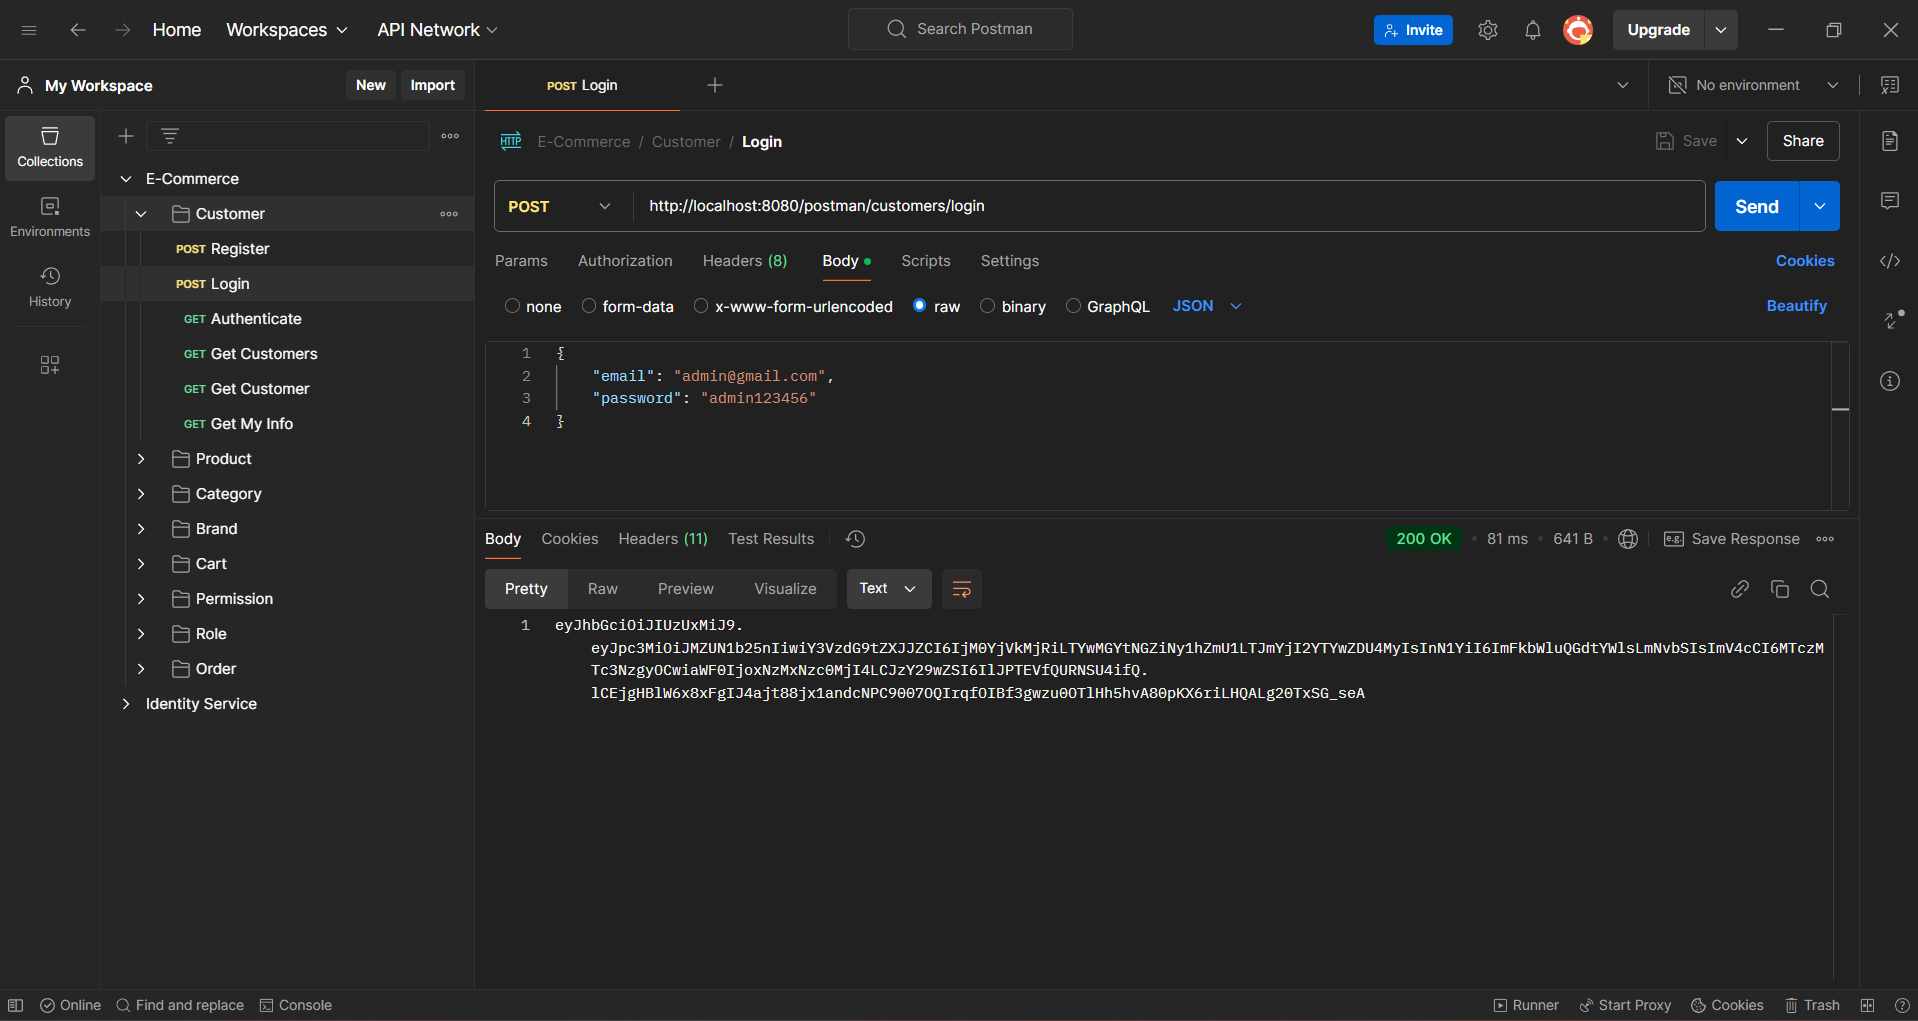 Home Workspaces API Network Search Postman Invite Upgrade
My Workspace New Import POST Login No environment
Collections
Environments
History
E-Commerce
Customer
POST Register
POST Login
GET Authenticate
GET Get Customers
GET Get Customer
GET Get My Info
Product
Category
Brand
Cart
Permission
Role
Order
Identity Service
HTTP E-Commerce / Customer / Login Save Share
POST http://localhost:8080/postman/customers/login Send
Params Authorization Headers (8) Body Scripts Settings Cookies
none form-data x-www-form-urlencoded raw binary GraphQL JSON Beautify
1 {
2 "email": "admin@gmail.com",
3 "password": "admin123456"
4 }
Body Cookies Headers (11) Test Results 200 OK • 81 ms • 641 B • e.g. Save Response
Pretty Raw Preview Visualize Text
1 eyJhbGciOiJIUzUxMiJ9.
eyJpc3MiOiJMZUN1b25nIiwiY3VzdG9tZXJJZCI6IjM0YjVkMjRiLTYwMGYtNGZiNy1hZmU1LTJmYjI2YTYwZDU4MyIsInN1YiI6ImFkbWluQGdtYWlsLmNvbSIsImV4cCI6MTczM
Tc3NzgyOCwiaWF0IjoxNzMxNzc0MjI4LCJzY29wZSI6IlJPTEVfQURNSU4ifQ.
lCEjgHBlW6x8xFgIJ4ajt88jx1andcNPC9007OQIrqfOIBf3gwzu0OTlHh5hvA80pKX6riLHQALg20TxSG_seA
Online Find and replace Console Runner Start Proxy Cookies Trash